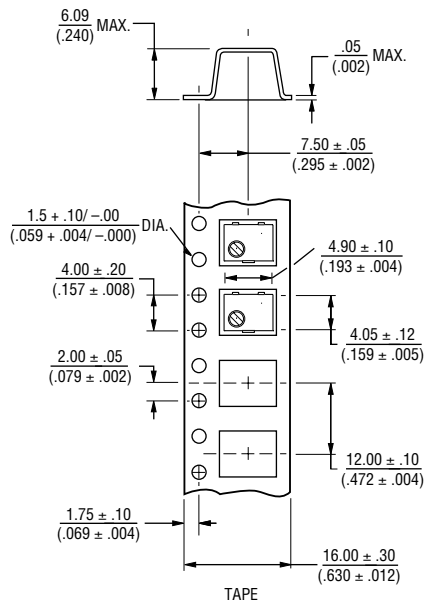 6.09
(.240)
MAX.
.05
(.002)
MAX.
7.50 ± .05
(.295 ± .002)
1.5 + .10/ –.00
(.059 + .004/ –.000)
DIA.
4.90 ± .10
(.193 ± .004)
4.00 ± .20
(.157 ± .008)
4.05 ± .12
(.159 ± .005)
2.00 ± .05
(.079 ± .002)
12.00 ± .10
(.472 ± .004)
1.75 ± .10
(.069 ± .004)
16.00 ± .30
(.630 ± .012)
TAPE